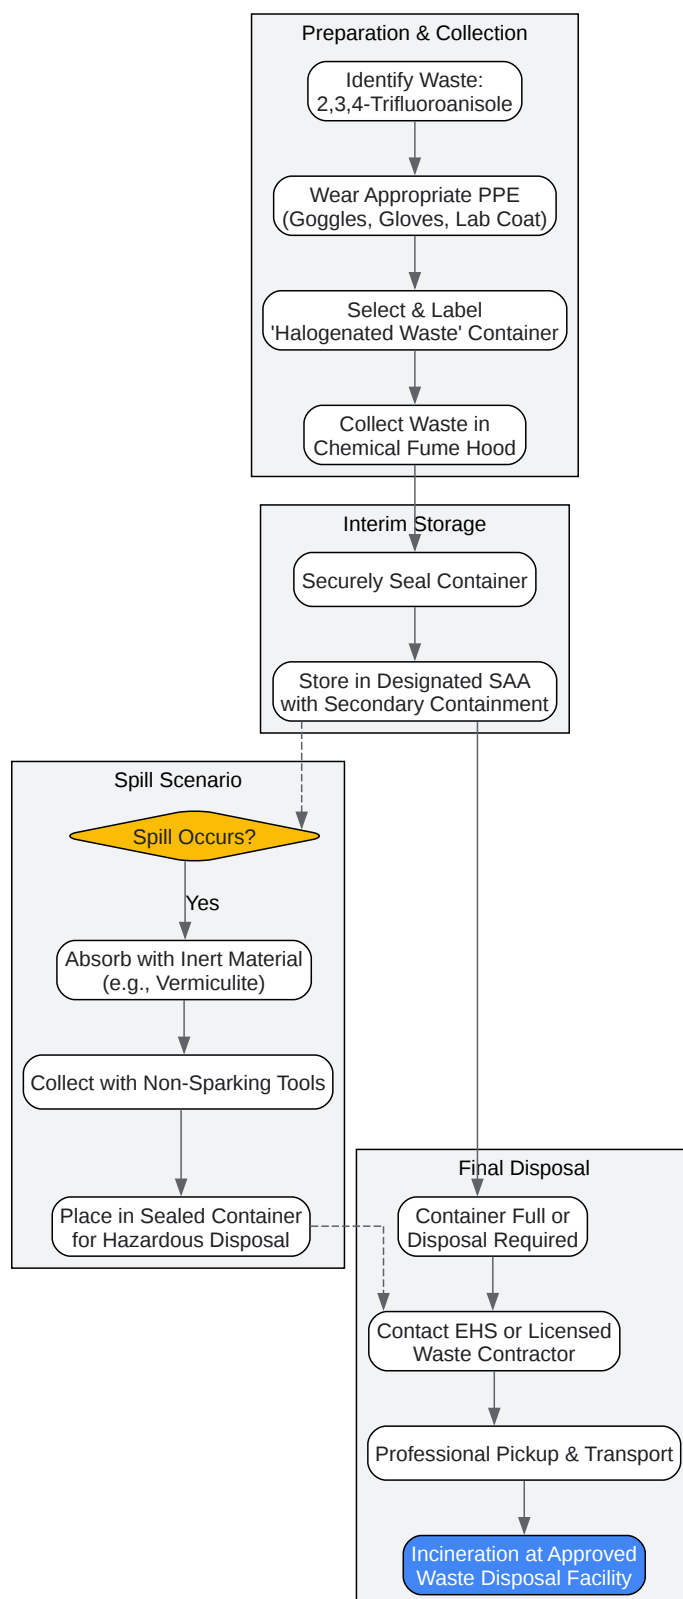 Preparation & Collection
Identify Waste:
2,3,4-Trifluoroanisole
Wear Appropriate PPE
(Goggles, Gloves, Lab Coat)
Select & Label
'Halogenated Waste' Container
Collect Waste in
Chemical Fume Hood
Interim Storage
Securely Seal Container
Store in Designated SAA
with Secondary Containment
Spill Scenario
Spill Occurs?
Yes
Absorb with Inert Material
(e.g., Vermiculite)
Collect with Non-Sparking Tools
Place in Sealed Container
for Hazardous Disposal
Final Disposal
Container Full or
Disposal Required
Contact EHS or Licensed
Waste Contractor
Professional Pickup & Transport
Incineration at Approved
Waste Disposal Facility